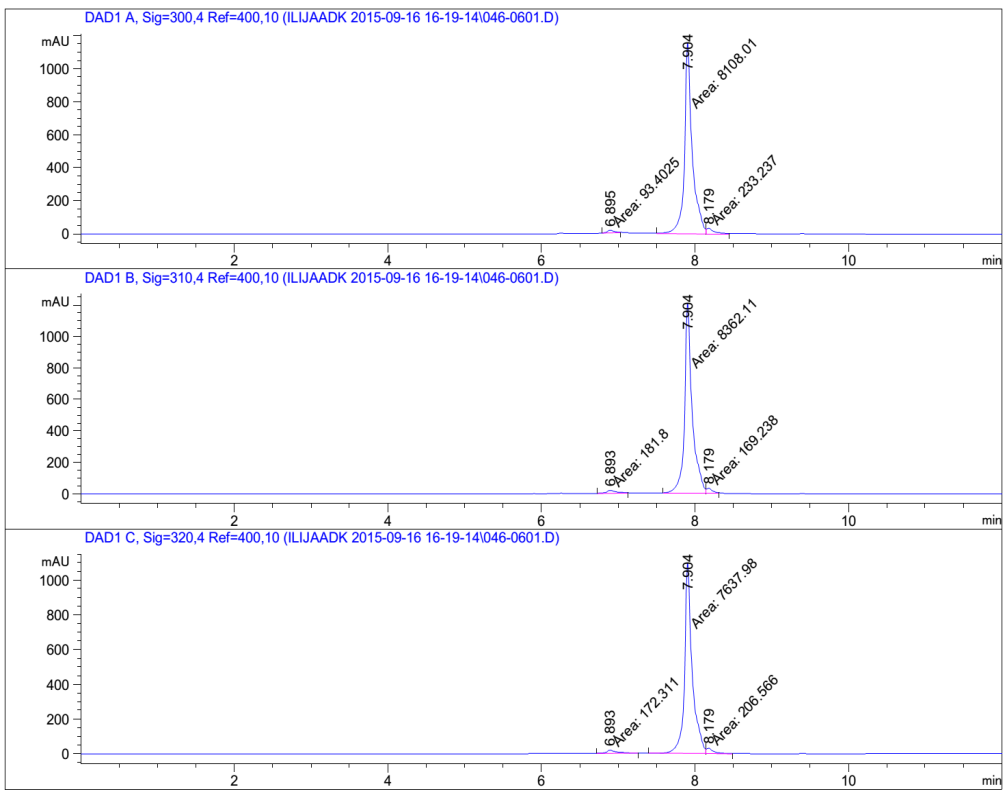 DAD1 A, Sig=300,4 Ref=400,10 (ILIJAADK 2015-09-16 16-19-14\046-0601.D)
mAU
1000
800
600
400
200
0
6.895
Area: 93.4025
7.904
Area: 8108.01
8.179
Area: 233.237
2 4 6 8 10 min
DAD1 B, Sig=310,4 Ref=400,10 (ILIJAADK 2015-09-16 16-19-14\046-0601.D)
mAU
1000
800
600
400
200
0
6.893
Area: 181.8
7.904
Area: 8362.11
8.179
Area: 169.238
2 4 6 8 10 min
DAD1 C, Sig=320,4 Ref=400,10 (ILIJAADK 2015-09-16 16-19-14\046-0601.D)
mAU
1000
800
600
400
200
0
6.893
Area: 172.311
7.904
Area: 7637.98
8.179
Area: 206.566
2 4 6 8 10 min